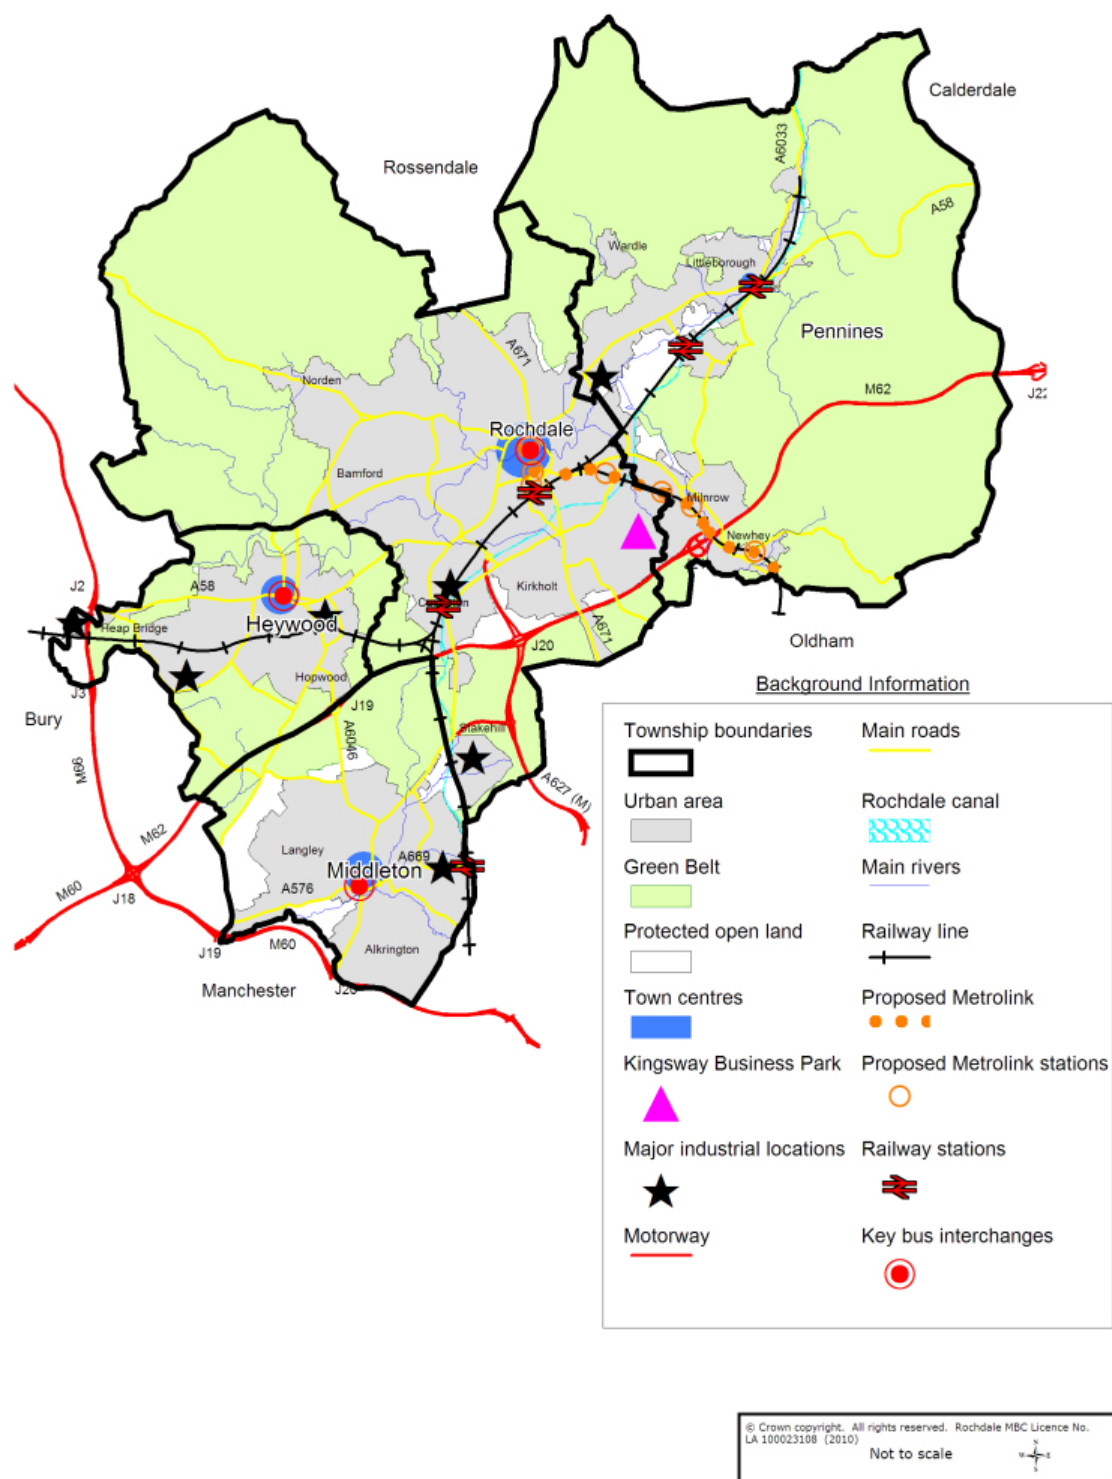 Calderdale
Rossendale
A6033
A58
Wardle
Littleborough
Pennines
A671
M62
J22
Norden
Rochdale
Bamford
Milnrow
Newhey
J2
A58
Kirkholt
Heap Bridge
Heywood
A671
J20
Oldham
Hopwood
J3
J19
Bury
Stakehill
A6046
M66
A627 (M)
M62
Langley
A669
Middleton
M60
A576
J18
J19
M60
Alkrington
Manchester
J20
Background Information
Township boundaries
Main roads
Urban area
Rochdale canal
Green Belt
Main rivers
Protected open land
Railway line
Town centres
Proposed Metrolink
Kingsway Business Park
Proposed Metrolink stations
Major industrial locations
Railway stations
Motorway
Key bus interchanges
© Crown copyright. All rights reserved. Rochdale MBC Licence No.
LA 100023108 (2010)
Not to scale